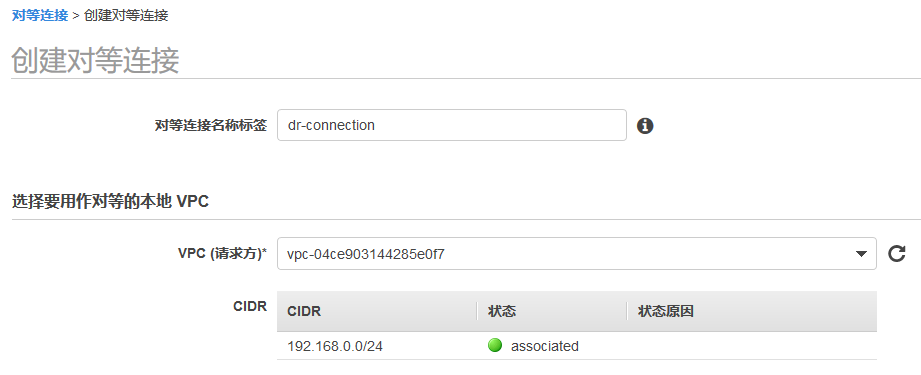 对等连接 > 创建对等连接
创建对等连接
对等连接名称标签 dr-connection
选择要用作对等的本地 VPC
VPC (请求方)* vpc-04ce903144285e0f7
CIDR CIDR 状态 状态原因
192.168.0.0/24 associated